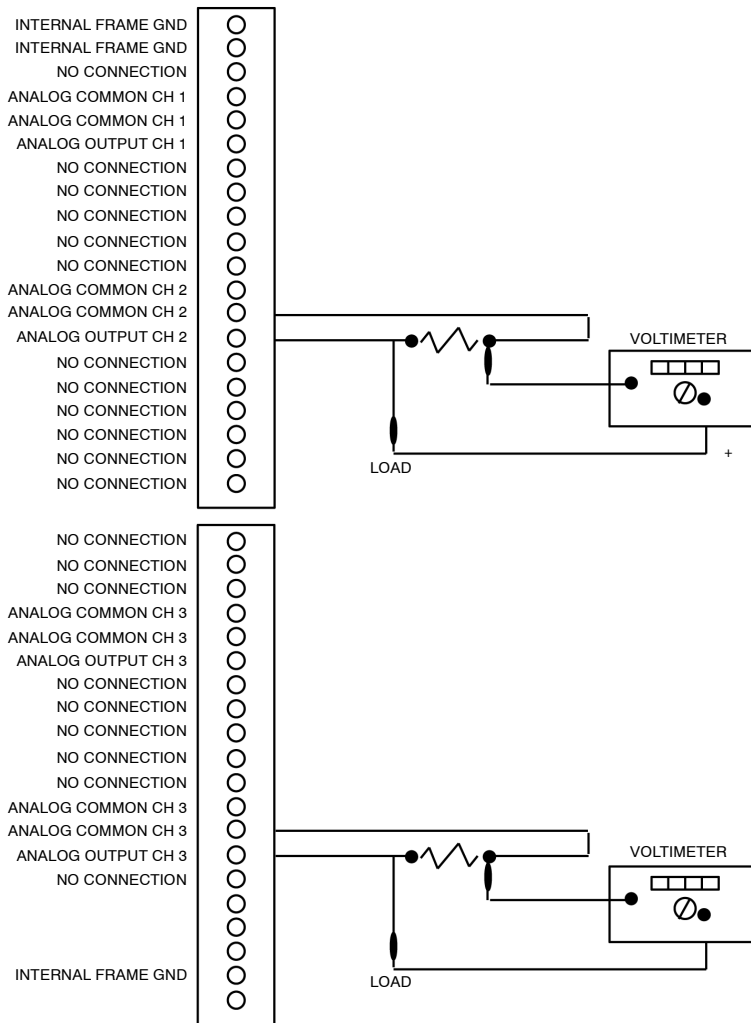 INTERNAL FRAME GND
INTERNAL FRAME GND
NO CONNECTION
ANALOG COMMON CH 1
ANALOG COMMON CH 1
ANALOG OUTPUT CH 1
NO CONNECTION
NO CONNECTION
NO CONNECTION
NO CONNECTION
NO CONNECTION
ANALOG COMMON CH 2
ANALOG COMMON CH 2
ANALOG OUTPUT CH 2
NO CONNECTION
NO CONNECTION
NO CONNECTION
NO CONNECTION
NO CONNECTION
NO CONNECTION
VOLTIMETER
+
LOAD
NO CONNECTION
NO CONNECTION
NO CONNECTION
ANALOG COMMON CH 3
ANALOG COMMON CH 3
ANALOG OUTPUT CH 3
NO CONNECTION
NO CONNECTION
NO CONNECTION
NO CONNECTION
NO CONNECTION
ANALOG COMMON CH 3
ANALOG COMMON CH 3
ANALOG OUTPUT CH 3
NO CONNECTION
INTERNAL FRAME GND
VOLTIMETER
LOAD